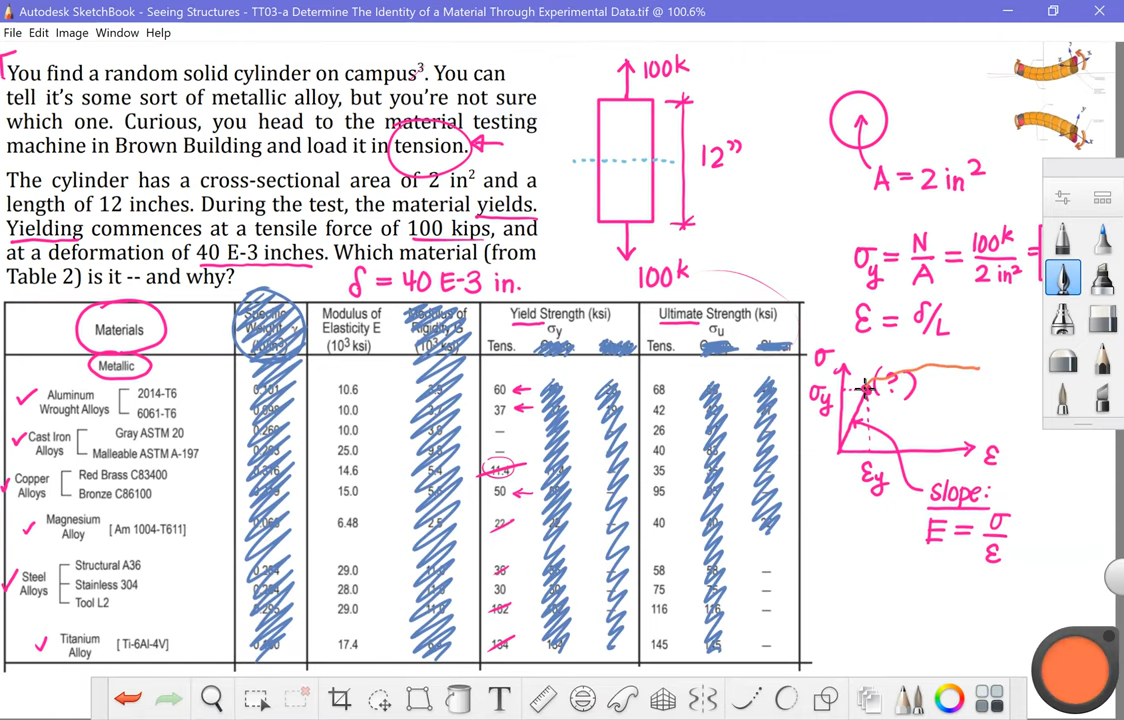 Autodesk SketchBook - Seeing Structures - TT03-a Determine The Identity of a Material Through Experimental Data.tif @ 100.6%
File Edit Image Window Help
You find a random solid cylinder on campus³. You can
tell it's some sort of metallic alloy, but you're not sure
which one. Curious, you head to the material testing
machine in Brown Building and load it in tension.
The cylinder has a cross-sectional area of 2 in² and a
length of 12 inches. During the test, the material yields.
Yielding commences at a tensile force of 100 kips, and
at a deformation of 40 E-3 inches. Which material (from
Table 2) is it -- and why?
δ = 40 E-3 in.
100k
12"
100k
A = 2 in²
σy = N/A = 100k / 2 in² =
ε = δ/L
σ
σy
(?)
εy
ε
slope:
E = σ/ε
Materials
Modulus of
Elasticity E
(10³ ksi)
Modulus of
Rigidity G
(10³ ksi)
Yield Strength (ksi)
σy
Ultimate Strength (ksi)
σu
Tens. Tens.
Metallic
Aluminum
Wrought Alloys
2014-T6 10.6 60 68
6061-T6 10.0 37 42
Cast Iron
Alloys
Gray ASTM 20 10.0 – 26
Malleable ASTM A-197 25.0 – 40
Copper
Alloys
Red Brass C83400 14.6 11.4 35
Bronze C86100 15.0 50 95
Magnesium
Alloy
[Am 1004-T611] 6.48 22 40
Steel
Alloys
Structural A36 29.0 36 58 –
Stainless 304 28.0 30 75 –
Tool L2 29.0 102 116 –
Titanium
Alloy
[Ti-6Al-4V] 17.4 134 145 –
T